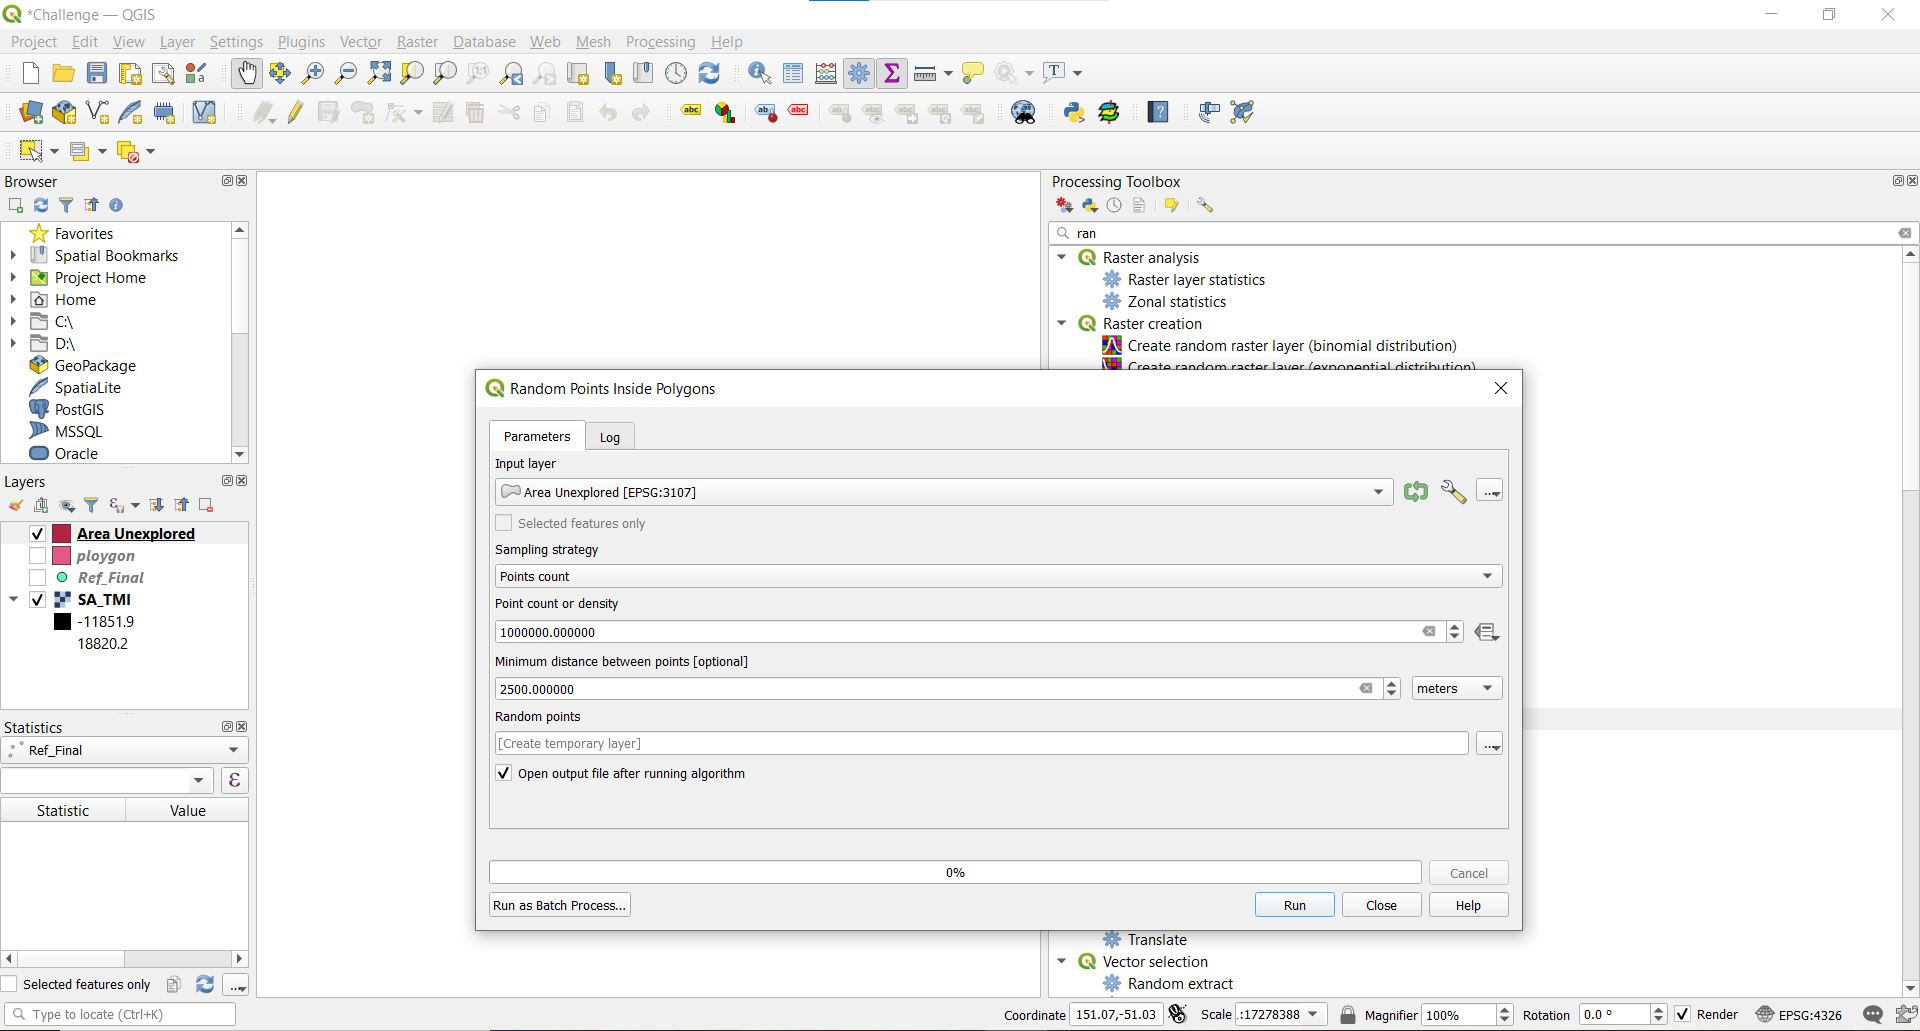 *Challenge — QGIS
Project Edit View Layer Settings Plugins Vector Raster Database Web Mesh Processing Help
Browser
Favorites
Spatial Bookmarks
Project Home
Home
C:\
D:\
GeoPackage
SpatiaLite
PostGIS
MSSQL
Oracle
Layers
Area Unexplored
ploygon
Ref_Final
SA_TMI
-11851.9
18820.2
Statistics
Ref_Final
ε
Statistic Value
Selected features only
Type to locate (Ctrl+K)
Processing Toolbox
ran
Raster analysis
Raster layer statistics
Zonal statistics
Raster creation
Create random raster layer (binomial distribution)
Create random raster layer (exponential distribution)
Random Points Inside Polygons
Parameters Log
Input layer
Area Unexplored [EPSG:3107]
...
Selected features only
Sampling strategy
Points count
Point count or density
1000000.000000
Minimum distance between points [optional]
2500.000000 meters
Random points
[Create temporary layer] ...
Open output file after running algorithm
0% Cancel
Run as Batch Process... Run Close Help
Translate
Vector selection
Random extract
Coordinate 151.07,-51.03 Scale .:17278388 Magnifier 100% Rotation 0.0 ° Render EPSG:4326